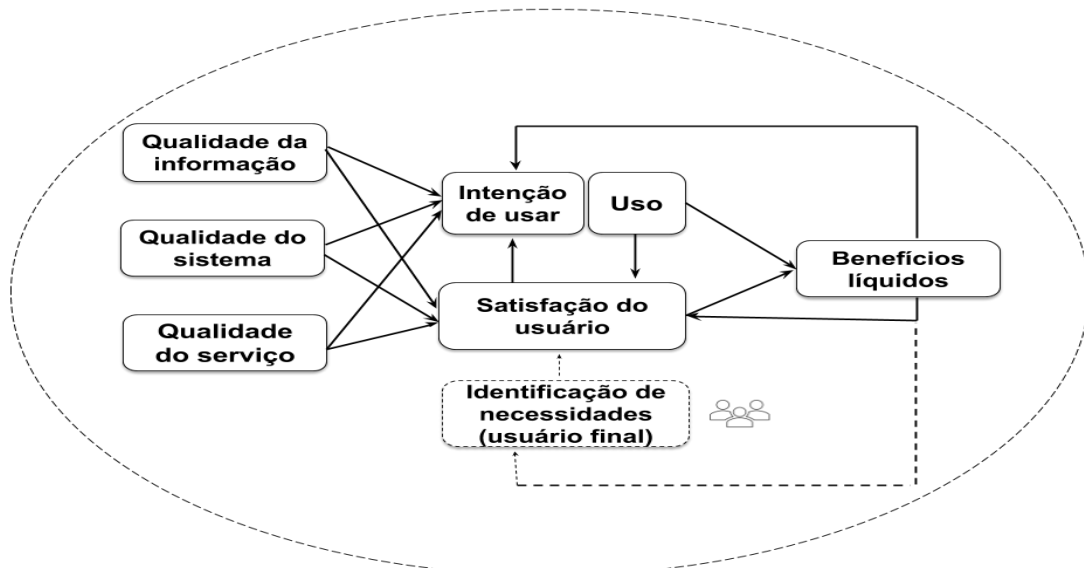 Qualidade da
informação
Intenção
de usar
Uso
Qualidade do
sistema
Benefícios
líquidos
Satisfação do
usuário
Qualidade
do serviço
Identificação de
necessidades
(usuário final)